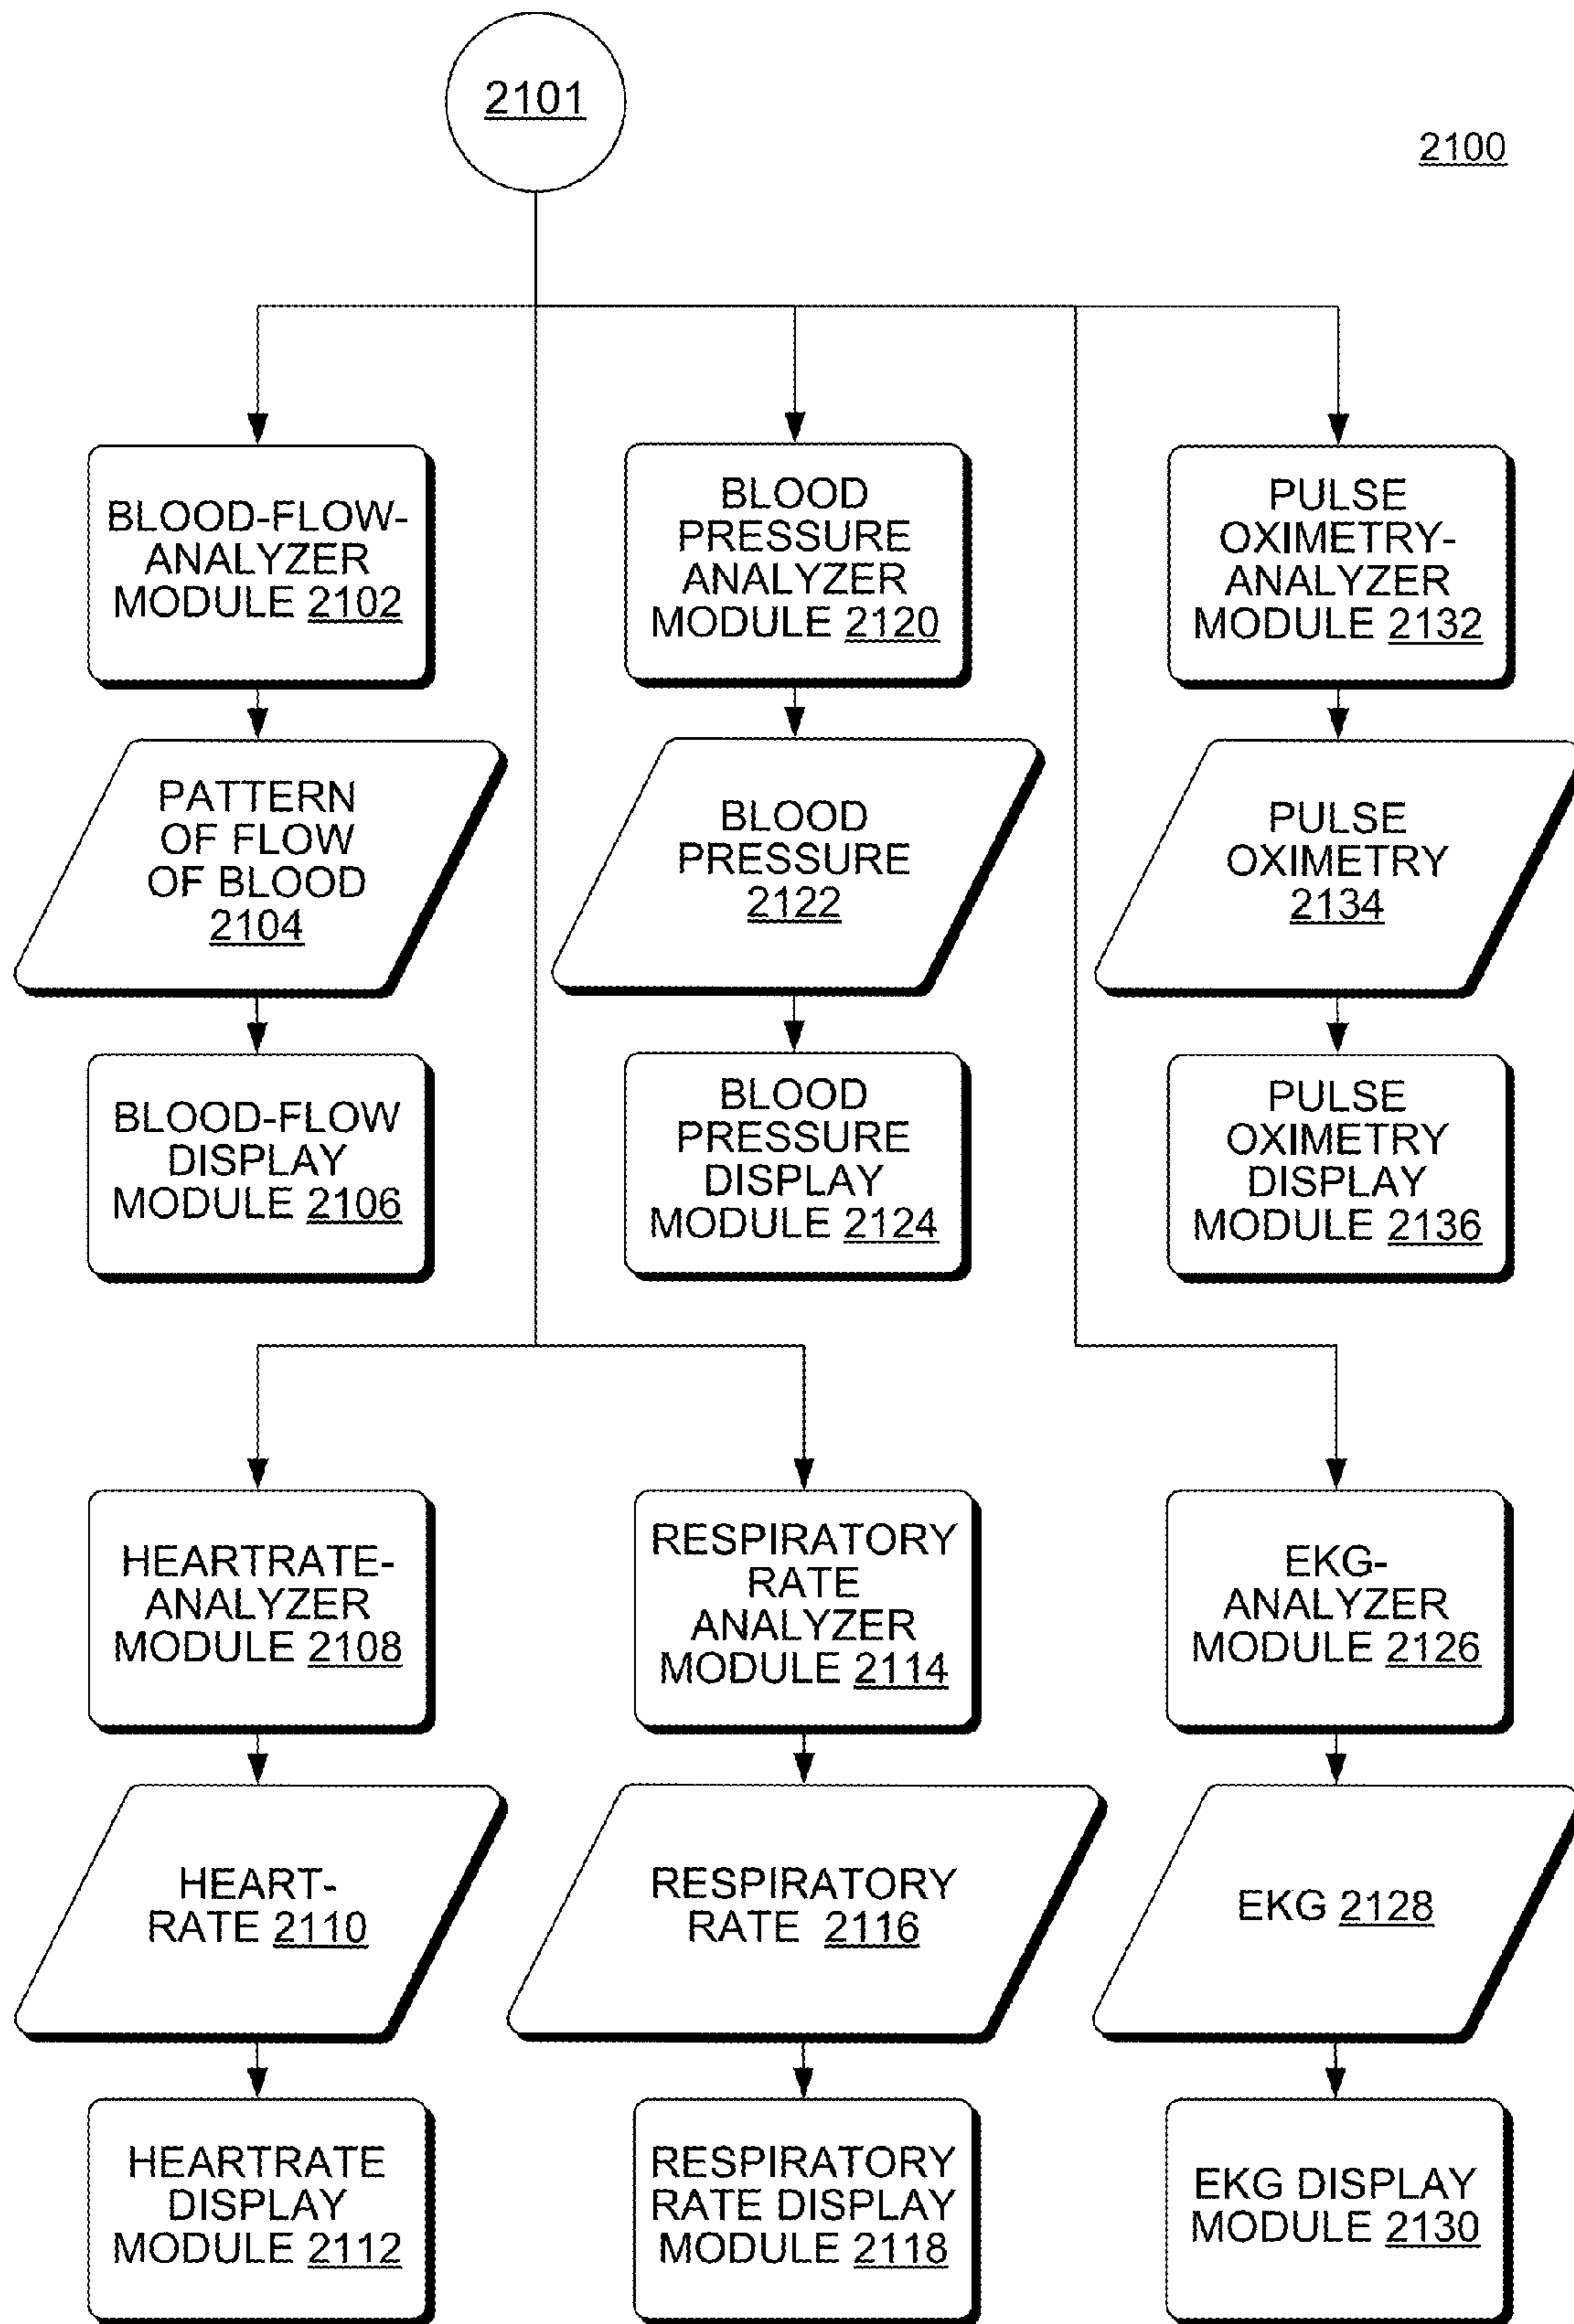 2101
2100
BLOOD-FLOW-
ANALYZER
MODULE 2102
BLOOD
PRESSURE
ANALYZER
MODULE 2120
PULSE
OXIMETRY-
ANALYZER
MODULE 2132
PATTERN
OF FLOW
OF BLOOD
2104
BLOOD
PRESSURE
2122
PULSE
OXIMETRY
2134
BLOOD-FLOW
DISPLAY
MODULE 2106
BLOOD
PRESSURE
DISPLAY
MODULE 2124
PULSE
OXIMETRY
DISPLAY
MODULE 2136
HEARTRATE-
ANALYZER
MODULE 2108
RESPIRATORY
RATE
ANALYZER
MODULE 2114
EKG-
ANALYZER
MODULE 2126
HEART-
RATE 2110
RESPIRATORY
RATE 2116
EKG 2128
HEARTRATE
DISPLAY
MODULE 2112
RESPIRATORY
RATE DISPLAY
MODULE 2118
EKG DISPLAY
MODULE 2130